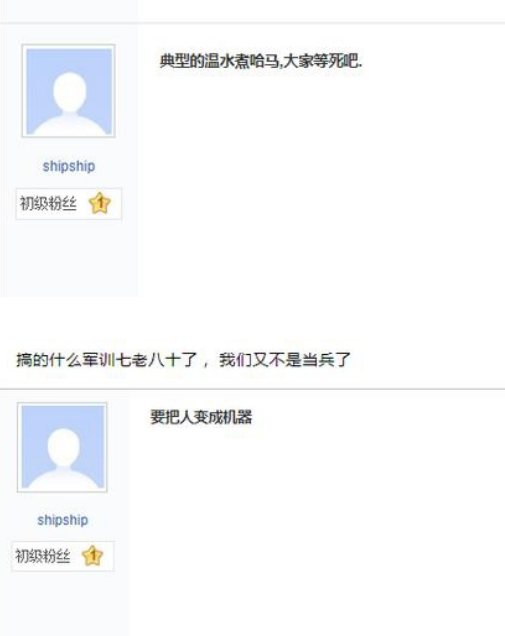 典型的温水煮哈马,大家等死吧.
shipship
初级粉丝 1
搞的什么军训七老八十了，我们又不是当兵了
要把人变成机器
shipship
初级粉丝 1